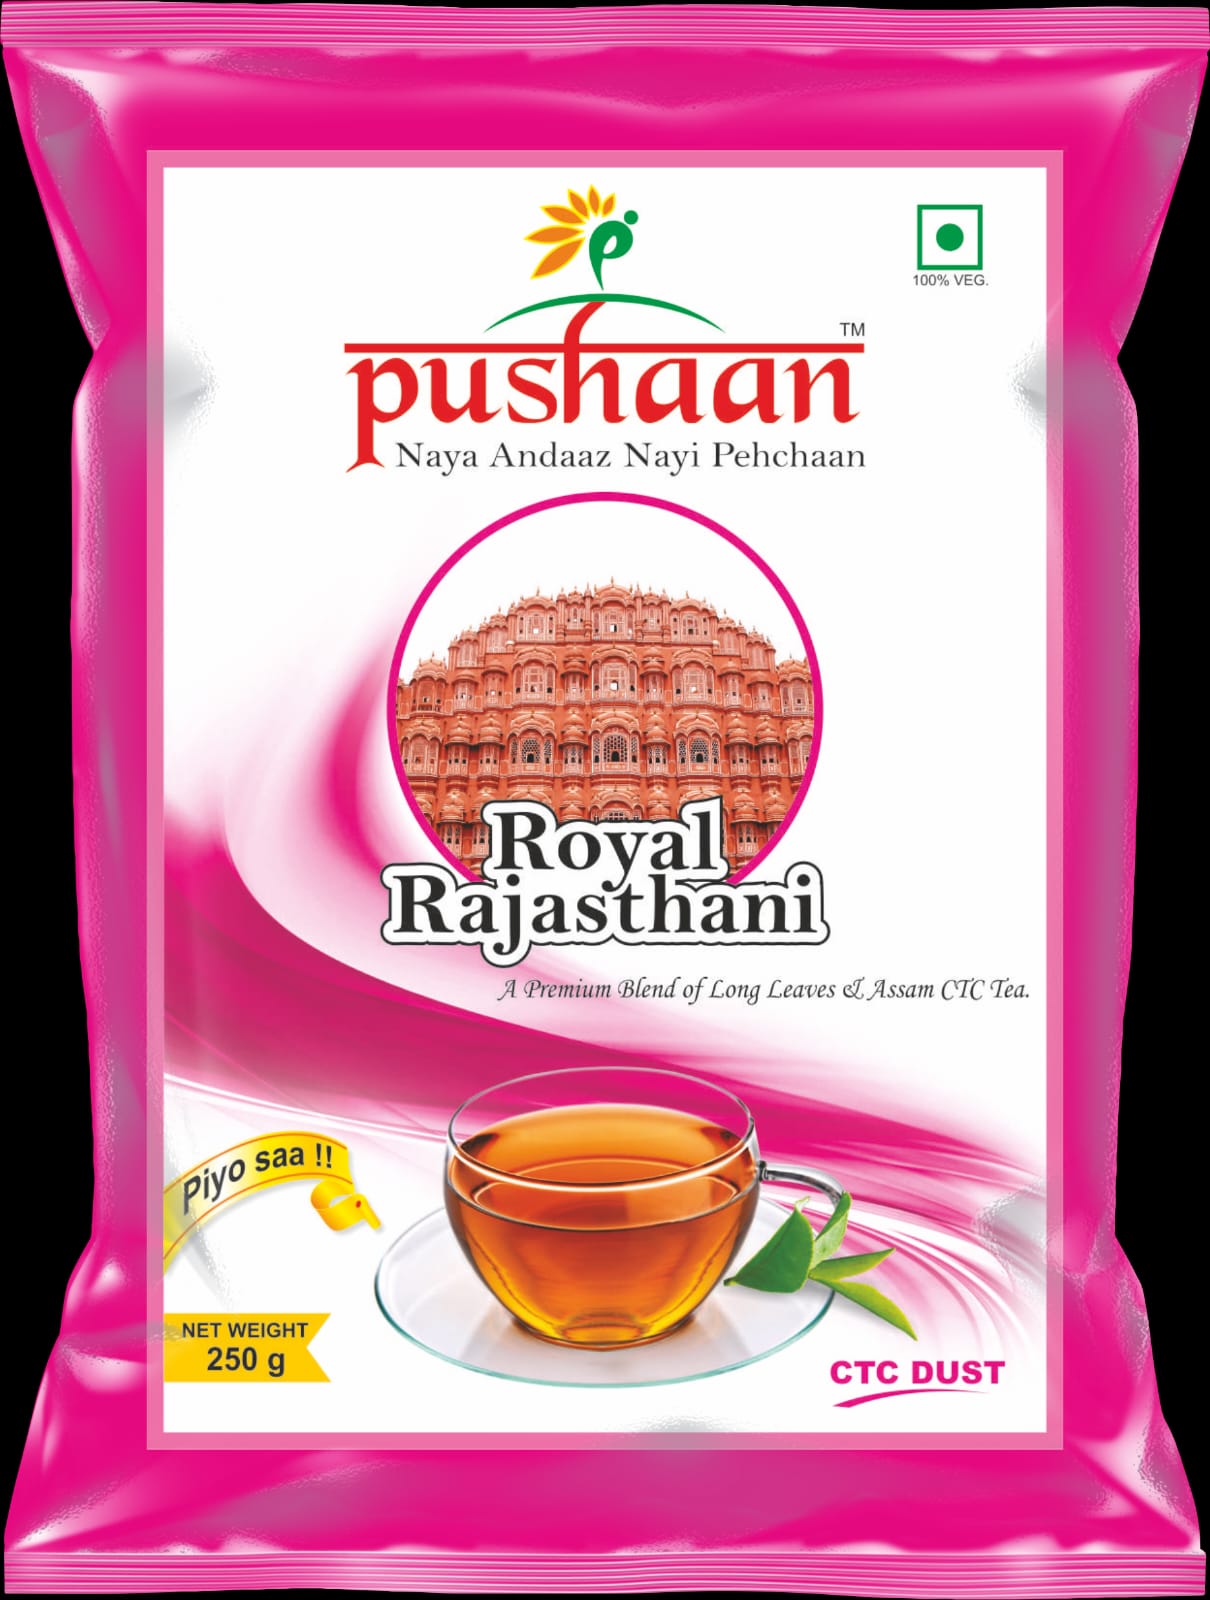 100% VEG.
pushaan TM
Naya Andaaz Nayi Pehchaan
Royal
Rajasthani
A Premium Blend of Long Leaves & Assam CTC Tea.
Piyo saa !!
NET WEIGHT
250 g
CTC DUST